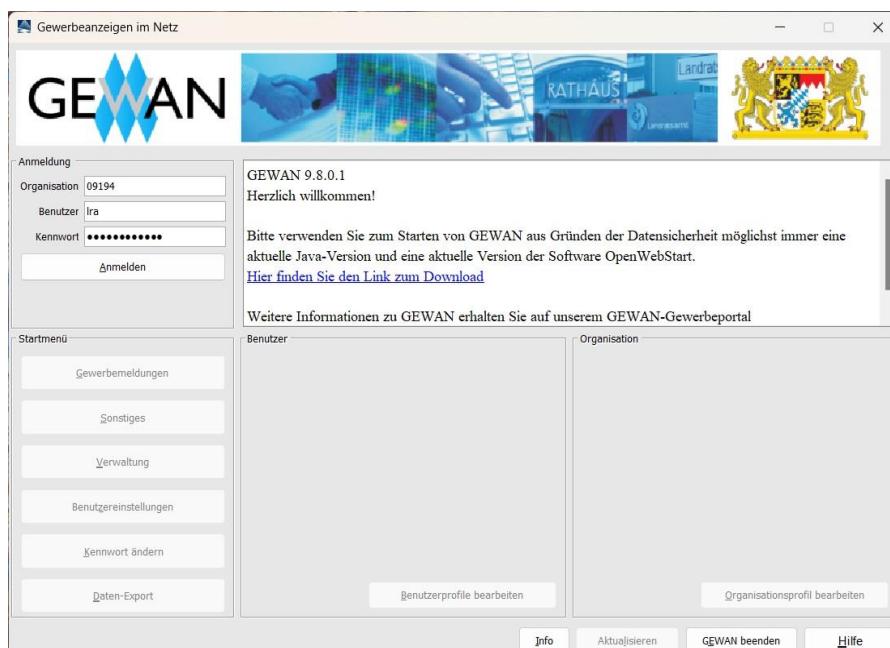 Gewerbeanzeigen im Netz
GEWAN
RATHAUS
Landrat
Landratsamt
Anmeldung
Organisation 09194
Benutzer lra
Kennwort ●●●●●●●●●●●●
Anmelden
GEWAN 9.8.0.1
Herzlich willkommen!
Bitte verwenden Sie zum Starten von GEWAN aus Gründen der Datensicherheit möglichst immer eine
aktuelle Java-Version und eine aktuelle Version der Software OpenWebStart.
Hier finden Sie den Link zum Download
Weitere Informationen zu GEWAN erhalten Sie auf unserem GEWAN-Gewerbeportal
Startmenü
Gewerbemeldungen
Sonstiges
Verwaltung
Benutzereinstellungen
Kennwort ändern
Daten-Export
Benutzer
Benutzerprofile bearbeiten
Organisation
Organisationsprofil bearbeiten
Info
Aktualisieren
GEWAN beenden
Hilfe